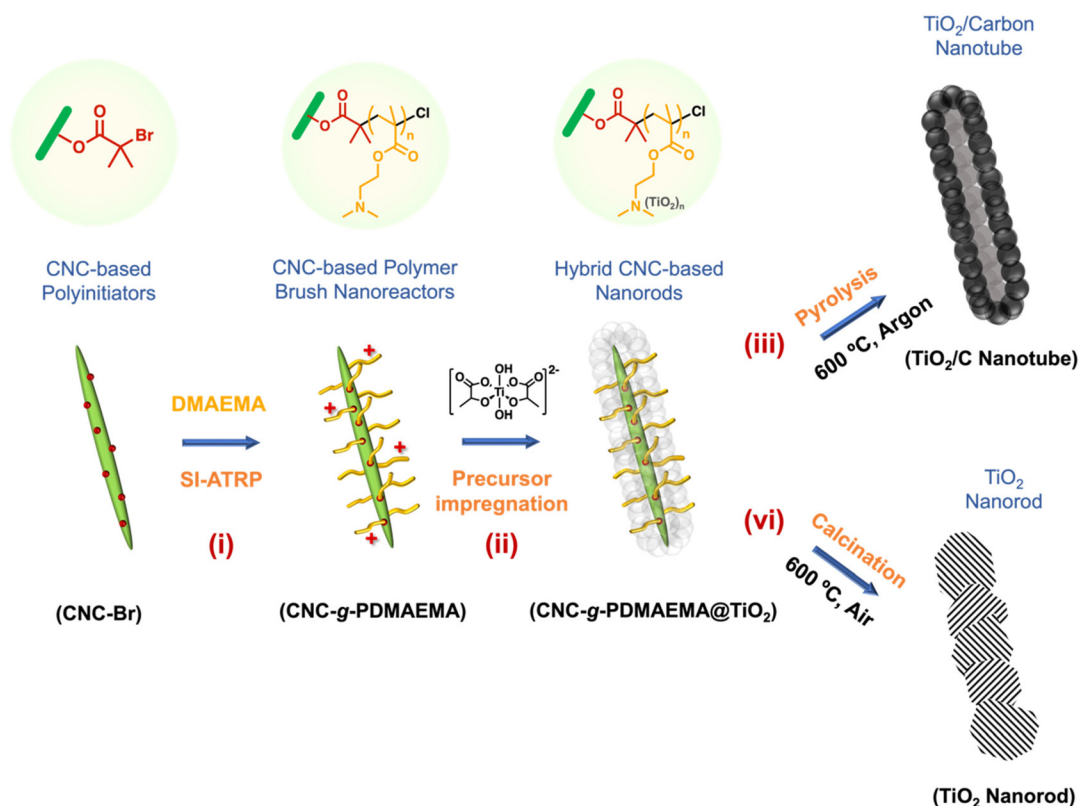 TiO₂/Carbon
Nanotube
O
O
Br
O
O
n
Cl
O
O
N
O
O
n
Cl
O
O
N
(TiO₂)n
CNC-based
Polyinitiators
CNC-based Polymer
Brush Nanoreactors
Hybrid CNC-based
Nanorods
Pyrolysis
600 ºC, Argon
(iii)
(TiO₂/C Nanotube)
DMAEMA
SI-ATRP
(i)
+
+
+
+
2-
OH
O
O
O
O
Ti
O
O
OH
Precursor
impregnation
(ii)
(vi)
Calcination
600 ºC, Air
TiO₂
Nanorod
(CNC-Br)
(CNC-g-PDMAEMA)
(CNC-g-PDMAEMA@TiO₂)
(TiO₂ Nanorod)